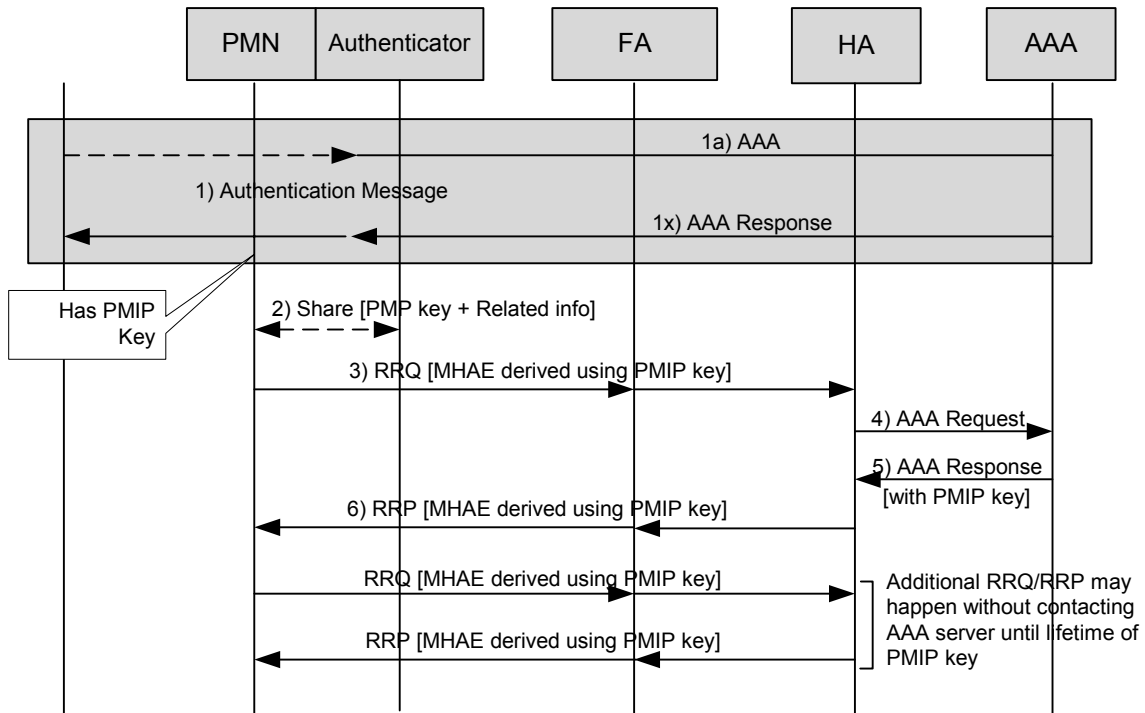 PMN
Authenticator
FA
HA
AAA
1a) AAA
1) Authentication Message
1x) AAA Response
Has PMIP
Key
2) Share [PMP key + Related info]
3) RRQ [MHAE derived using PMIP key]
4) AAA Request
5) AAA Response
[with PMIP key]
6) RRP [MHAE derived using PMIP key]
RRQ [MHAE derived using PMIP key]
Additional RRQ/RRP may
happen without contacting
AAA server until lifetime of
PMIP key
RRP [MHAE derived using PMIP key]